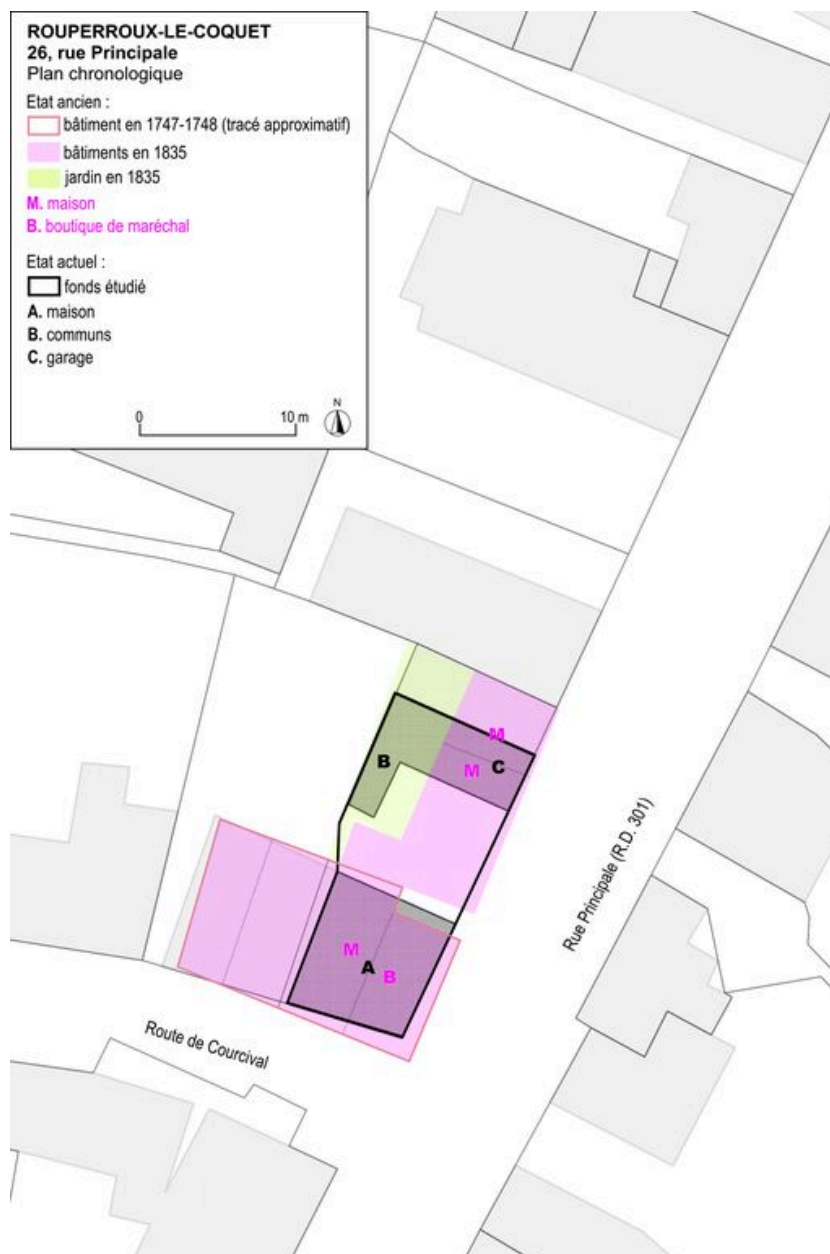 ROUPERROUX-LE-COQUET
26, rue Principale
Plan chronologique
Etat ancien :
bâtiment en 1747-1748 (tracé approximatif)
bâtiments en 1835
jardin en 1835
M. maison
B. boutique de maréchal
Etat actuel :
fonds étudié
A. maison
B. communs
C. garage
N
0 10 m
M
B
M C
Rue Principale (R.D. 301)
M
A B
Route de Courcival